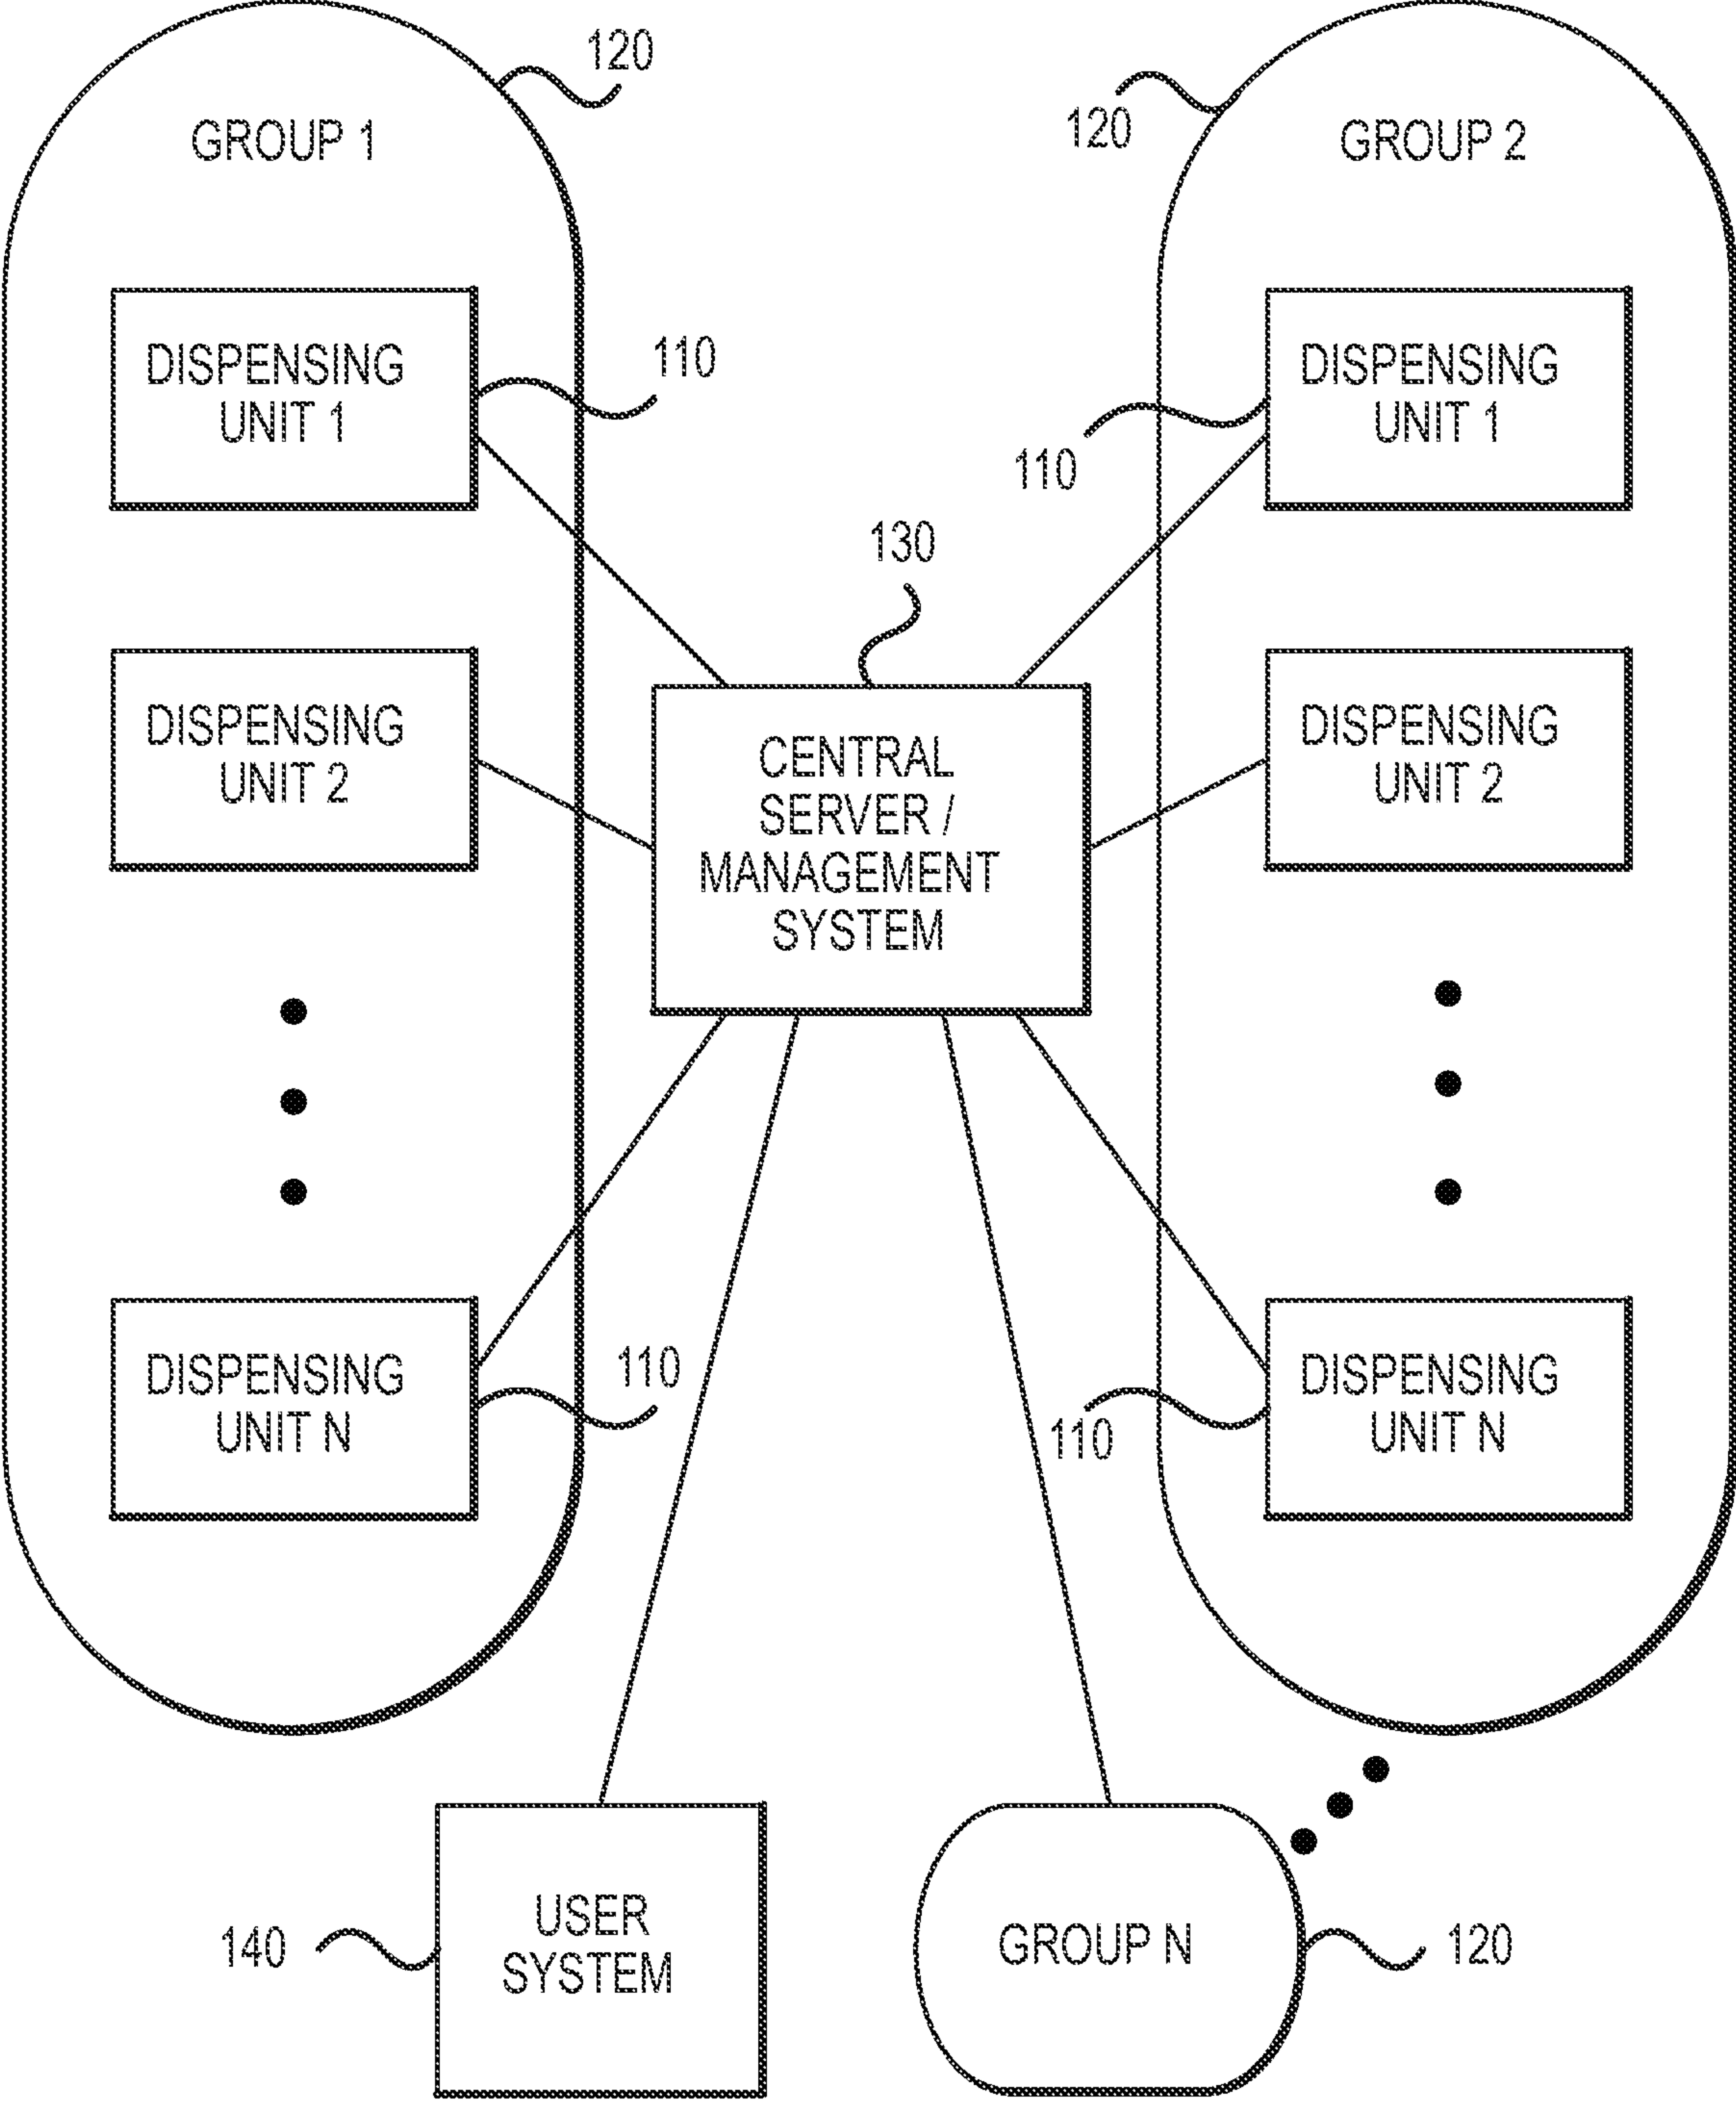 120
GROUP 1
120
GROUP 2
DISPENSING
UNIT 1
110
110
DISPENSING
UNIT 1
130
DISPENSING
UNIT 2
CENTRAL
SERVER /
MANAGEMENT
SYSTEM
DISPENSING
UNIT 2
DISPENSING
UNIT N
110
110
DISPENSING
UNIT N
140
USER
SYSTEM
GROUP N
120